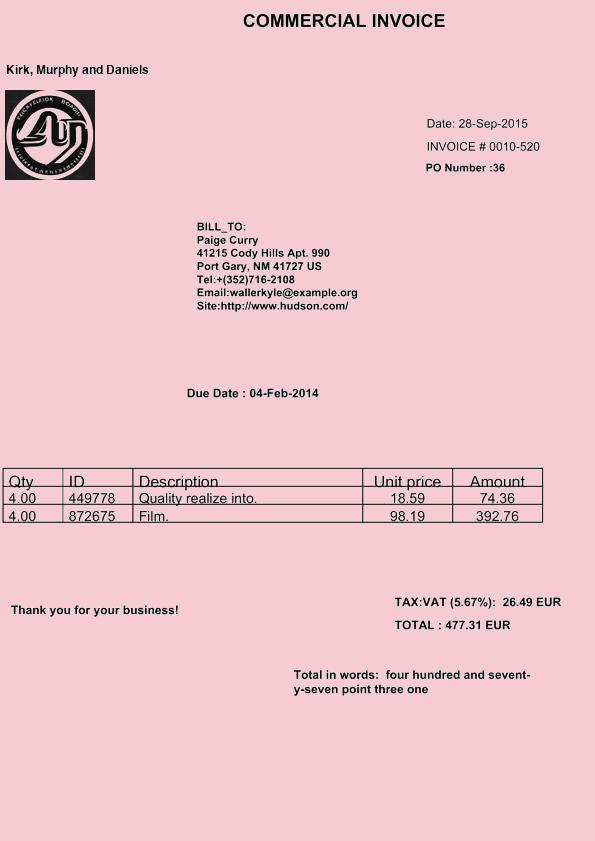 COMMERCIAL INVOICE
Kirk, Murphy and Daniels
Date: 28-Sep-2015
INVOICE # 0010-520
PO Number :36
BILL_TO:
Paige Curry
41215 Cody Hills Apt. 990
Port Gary, NM 41727 US
Tel:+(352)716-2108
Email:wallerkyle@example.org
Site:http://www.hudson.com/
Due Date : 04-Feb-2014
Qty ID Description Unit price Amount
4.00 449778 Quality realize into. 18.59 74.36
4.00 872675 Film. 98.19 392.76
TAX:VAT (5.67%): 26.49 EUR
Thank you for your business!
TOTAL : 477.31 EUR
Total in words: four hundred and sevent-
y-seven point three one